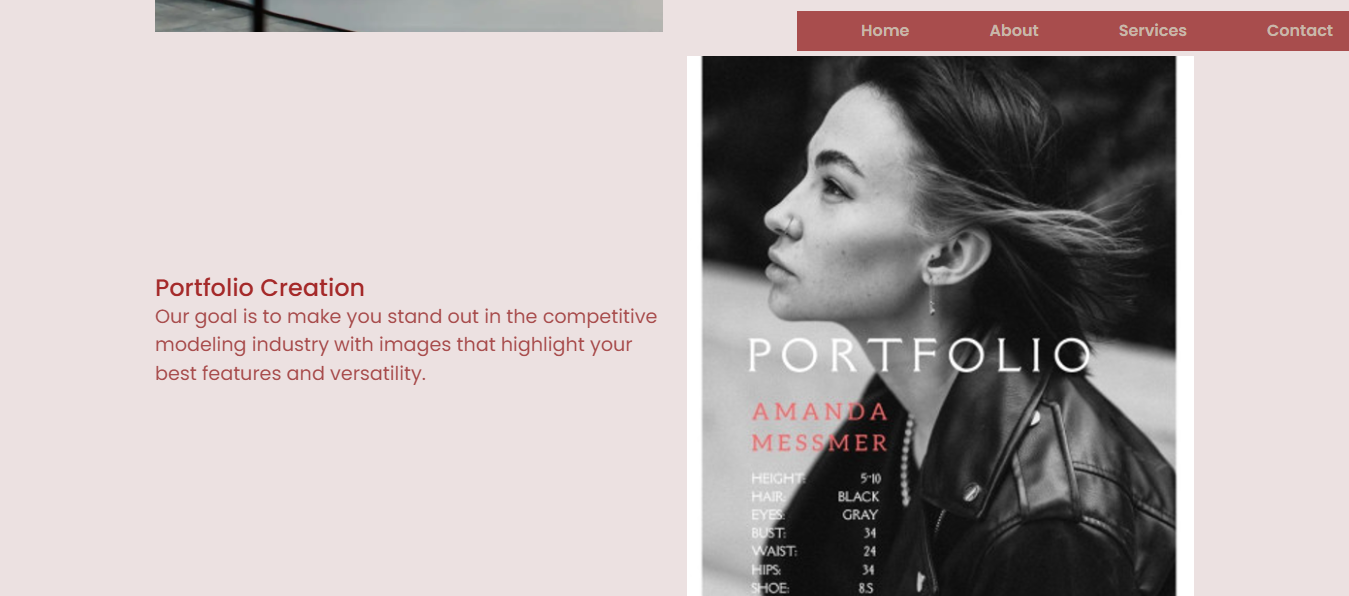 Home About Services Contact
Portfolio Creation
Our goal is to make you stand out in the competitive
modeling industry with images that highlight your
best features and versatility.
PORTFOLIO
AMANDA
MESSMER
HEIGHT: 5"10
HAIR: BLACK
EYES: GRAY
BUST: 34
WAIST: 24
HIPS: 34
SHOE: 8.5